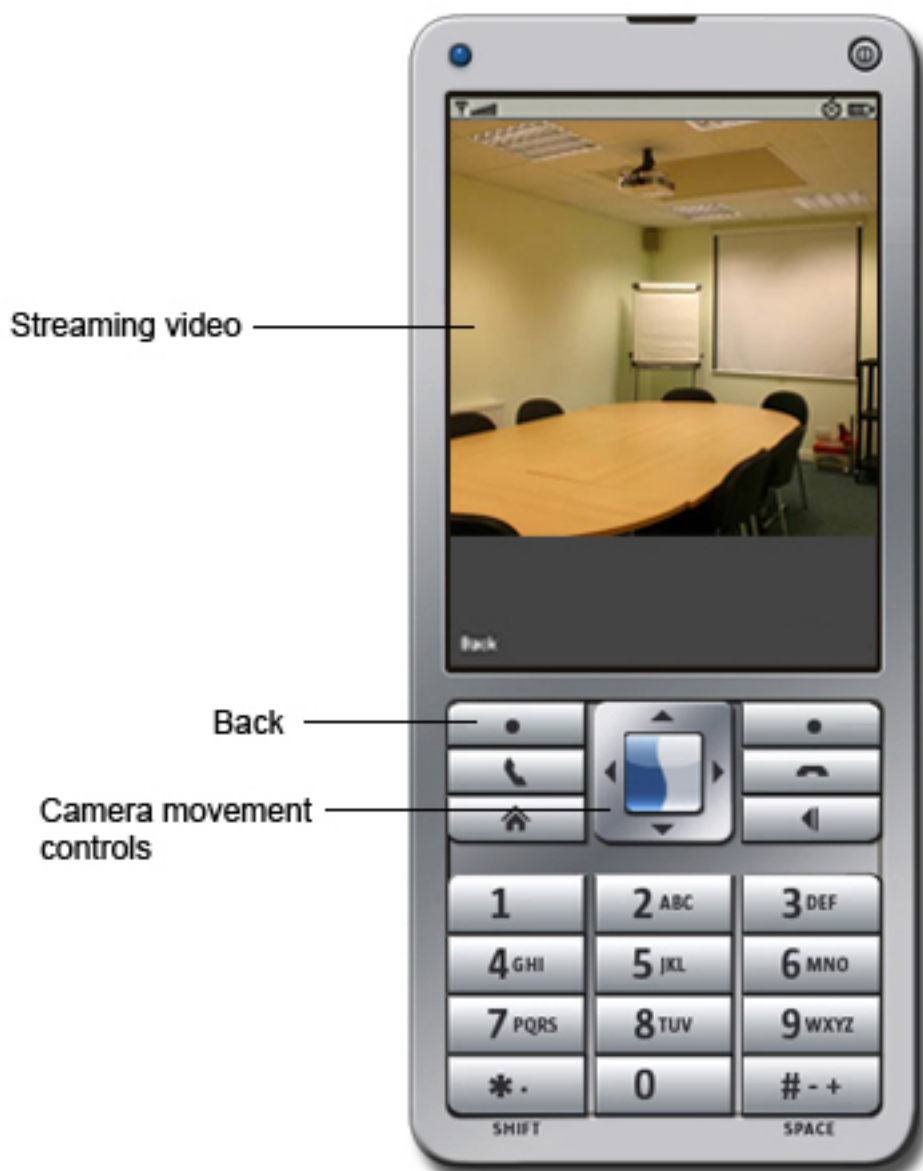 Streaming video
Back
Back
Camera movement
controls
1
2 ABC
3 DEF
4 GHI
5 JKL
6 MNO
7 PQRS
8 TUV
9 WXYZ
* .
0
# - +
SHIFT
SPACE